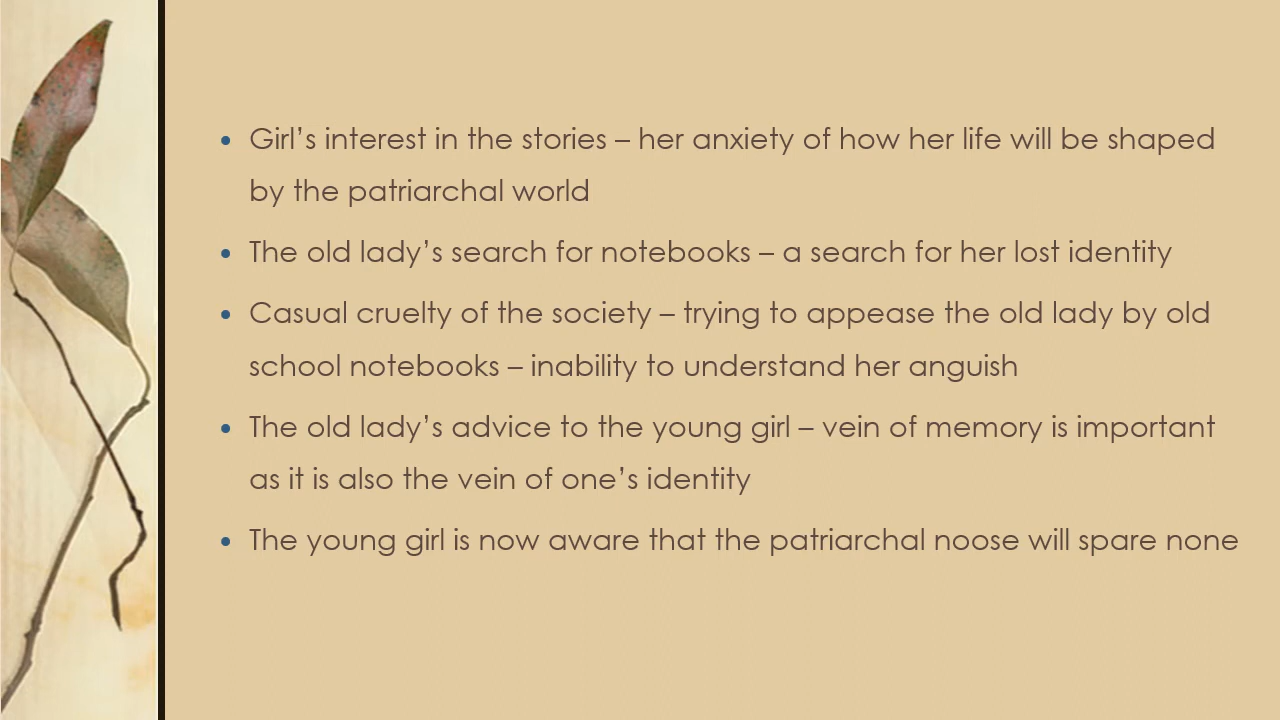 • Girl’s interest in the stories – her anxiety of how her life will be shaped
by the patriarchal world
• The old lady’s search for notebooks – a search for her lost identity
• Casual cruelty of the society – trying to appease the old lady by old
school notebooks – inability to understand her anguish
• The old lady’s advice to the young girl – vein of memory is important
as it is also the vein of one’s identity
• The young girl is now aware that the patriarchal noose will spare none